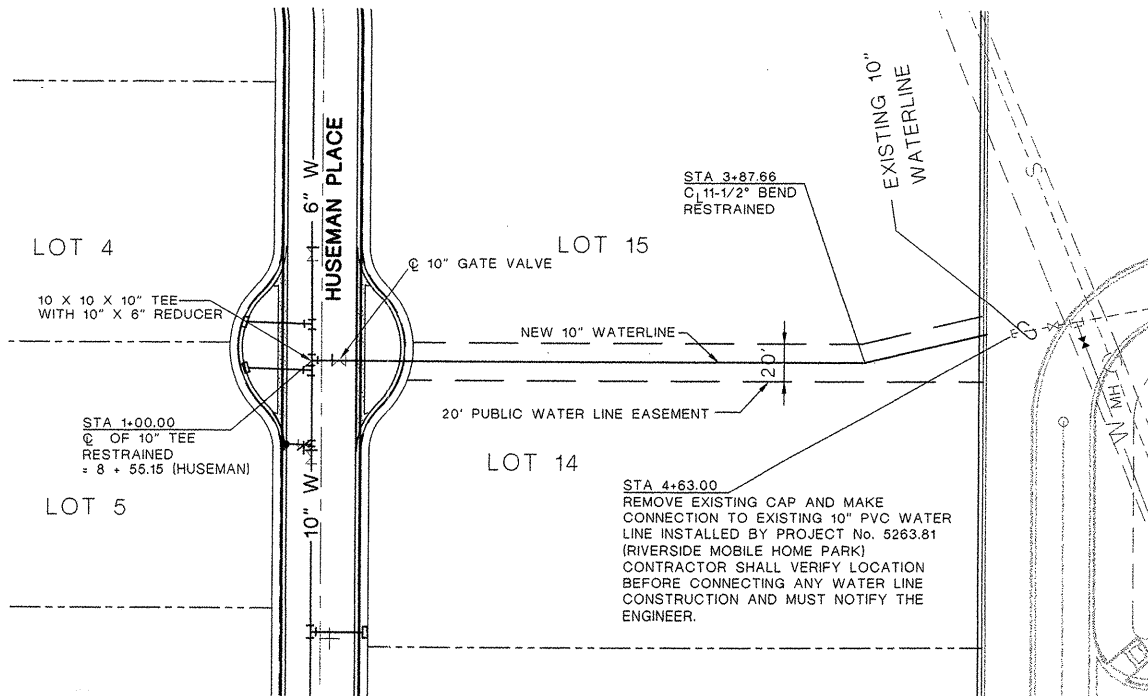 EXISTING 10"
WATERLINE
S
6" W
HUSEMAN PLACE
STA 3+87.66
C L 11-1/2° BEND
RESTRAINED
LOT 4
LOT 15
℄ 10" GATE VALVE
10 X 10 X 10" TEE
WITH 10" X 6" REDUCER
NEW 10" WATERLINE
20'
MH
W
20' PUBLIC WATER LINE EASEMENT
STA 1+00.00
℄ OF 10" TEE
RESTRAINED
= 8 + 55.15 (HUSEMAN)
LOT 14
LOT 5
10" W
STA 4+63.00
REMOVE EXISTING CAP AND MAKE
CONNECTION TO EXISTING 10" PVC WATER
LINE INSTALLED BY PROJECT No. 5263.81
(RIVERSIDE MOBILE HOME PARK)
CONTRACTOR SHALL VERIFY LOCATION
BEFORE CONNECTING ANY WATER LINE
CONSTRUCTION AND MUST NOTIFY THE
ENGINEER.